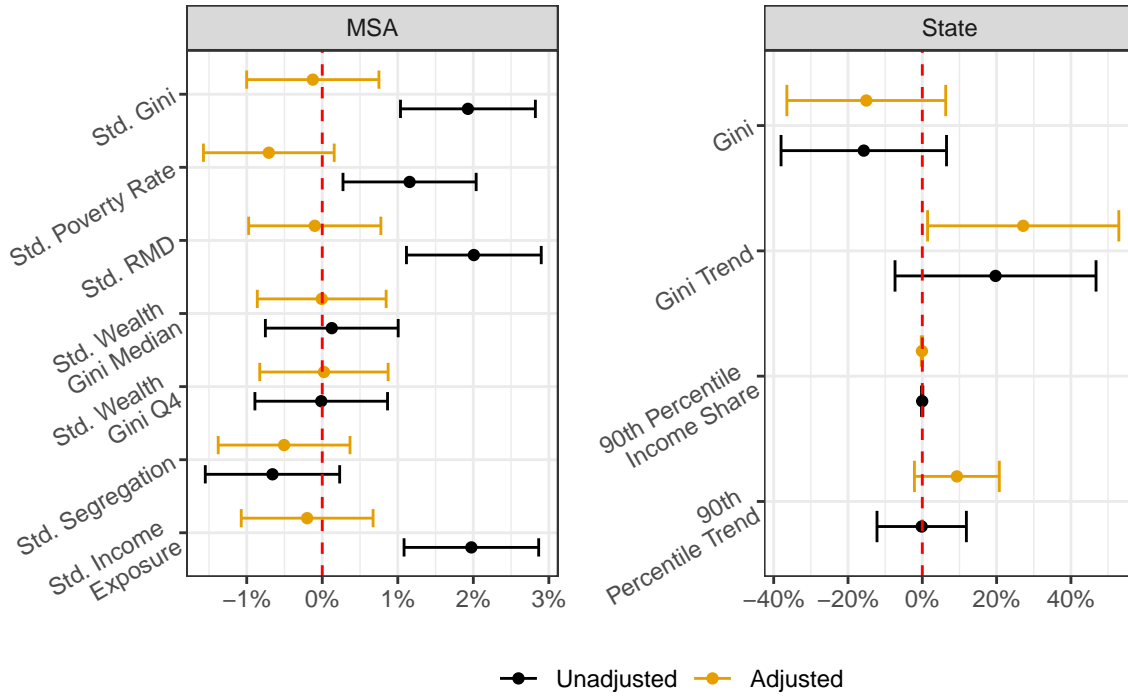 MSA
State
Std. Gini
Std. Poverty Rate
Std. RMD
Std. Wealth
Gini Median
Std. Wealth
Gini Q4
Std. Segregation
Std. Income
Exposure
−1%
0%
1%
2%
3%
Gini
Gini Trend
90th Percentile
Income Share
90th
Percentile Trend
−40%
−20%
0%
20%
40%
Unadjusted
Adjusted